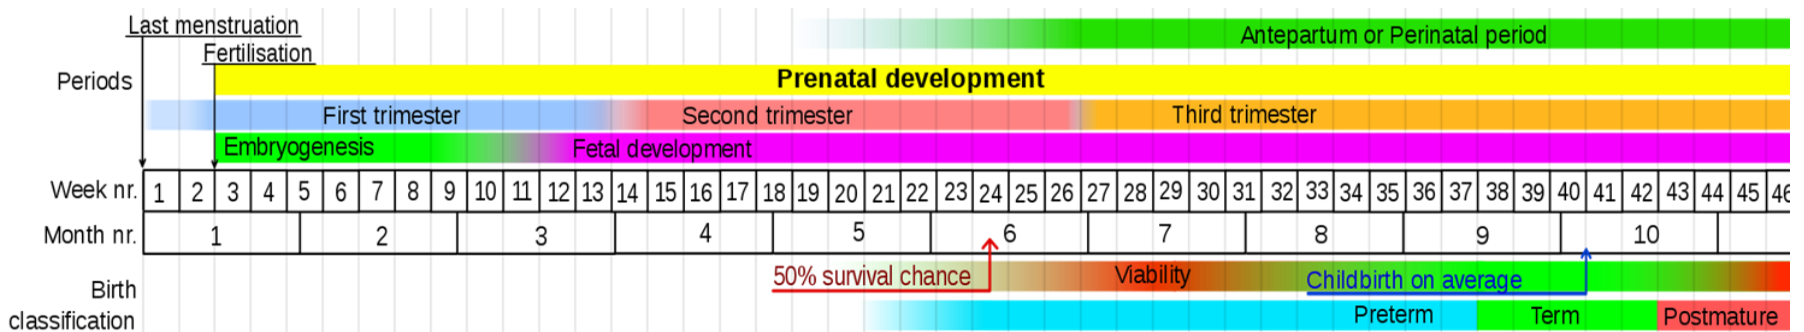 Last menstruation
Antepartum or Perinatal period
Fertilisation
Periods
Prenatal development
First trimester Second trimester Third trimester
Embryogenesis Fetal development
Week nr. 1 2 3 4 5 6 7 8 9 10 11 12 13 14 15 16 17 18 19 20 21 22 23 24 25 26 27 28 29 30 31 32 33 34 35 36 37 38 39 40 41 42 43 44 45 46
Month nr. 1 2 3 4 5 6 7 8 9 10
50% survival chance Viability Childbirth on average
Birth
classification
Preterm Term Postmature